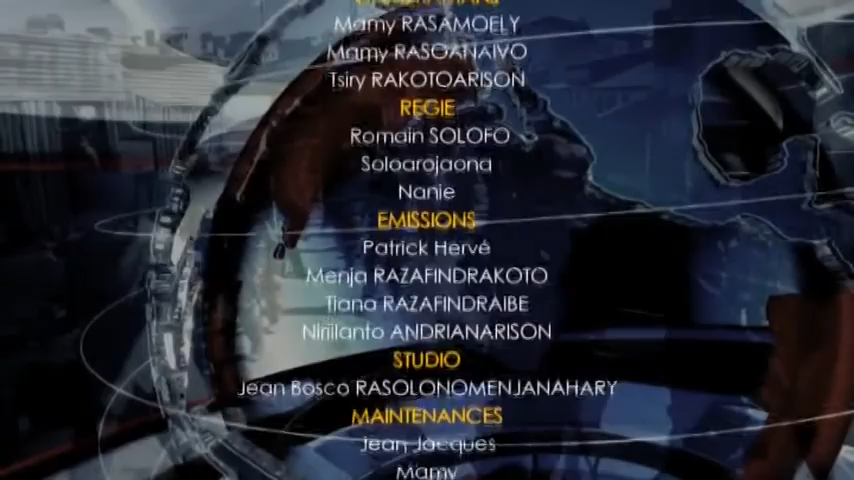 Mamy RASAMOELY
Mamy RASOANAIVO
Tsiry RAKOTOARISON
REGIE
Romain SOLOFO
Soloarojaona
Nanie
EMISSIONS
Patrick Hervé
Menja RAZAFINDRAKOTO
Tiana RAZAFINDRAIBE
Niriilanto ANDRIANARISON
STUDIO
Jean Bosco RASOLONOMENJANAHARY
MAINTENANCES
Jean Jacques
Mamy